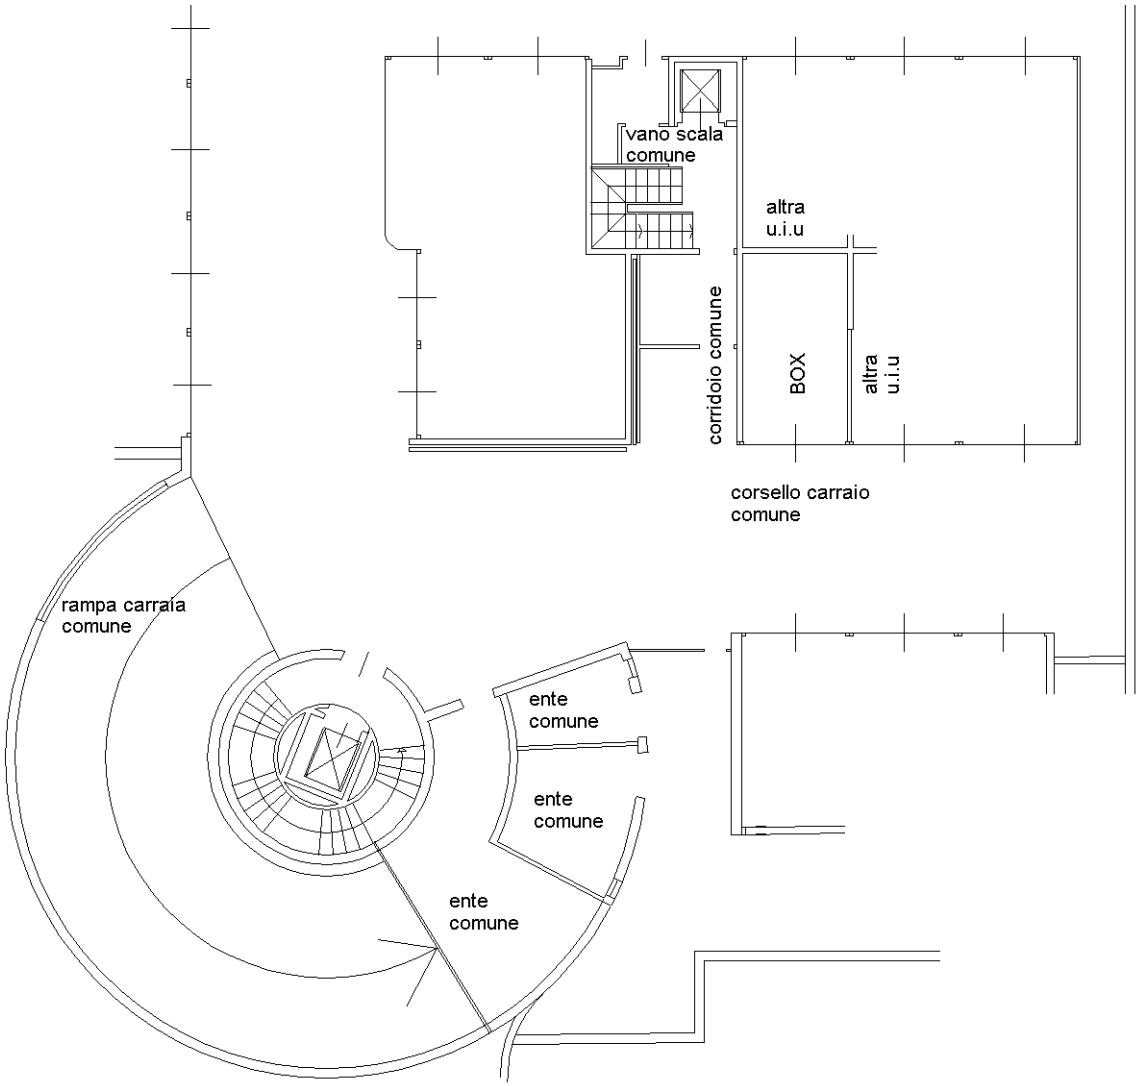 vano scala
comune
altra
u.i.u
corridoio comune
BOX
altra
u.i.u
corsello carraio
comune
rampa carraia
comune
ente
comune
ente
comune
ente
comune